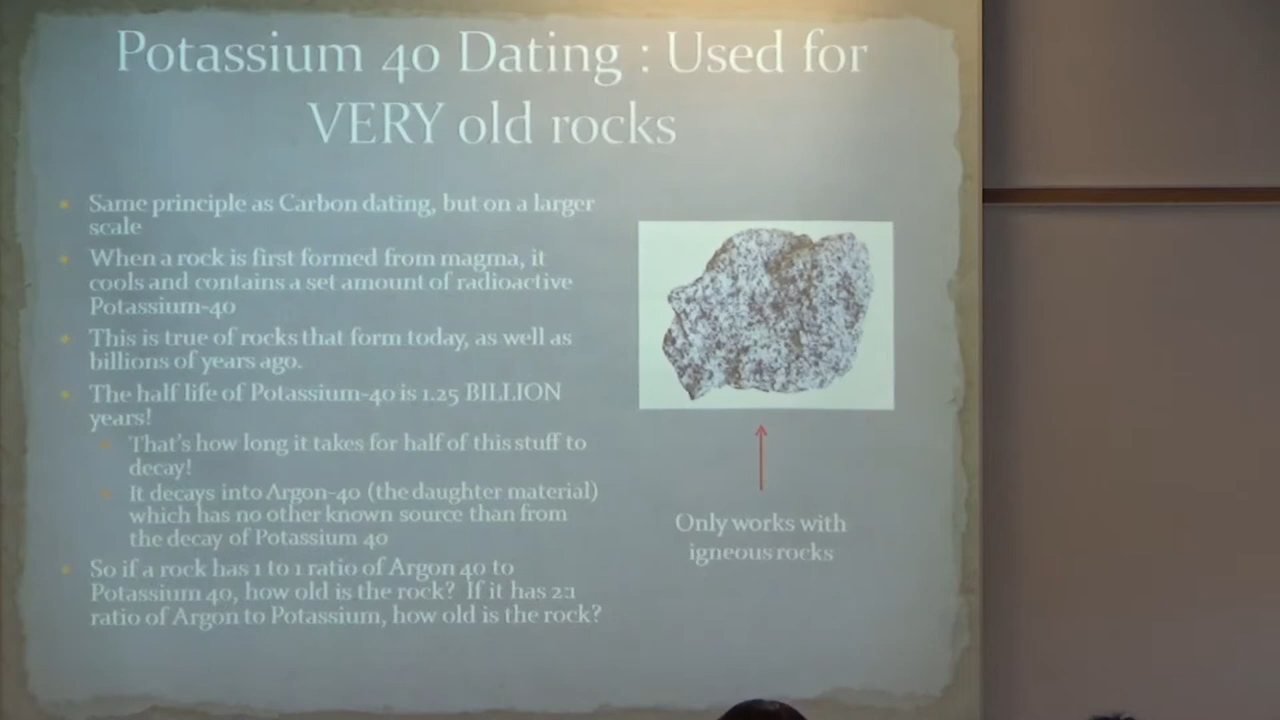 Potassium 40 Dating : Used for
VERY old rocks
Same principle as Carbon dating, but on a larger
scale
When a rock is first formed from magma, it
cools and contains a set amount of radioactive
Potassium-40
This is true of rocks that form today, as well as
billions of years ago.
The half life of Potassium-40 is 1.25 BILLION
years!
That's how long it takes for half of this stuff to
decay!
It decays into Argon-40 (the daughter material)
which has no other known source than from
the decay of Potassium 40
So if a rock has 1 to 1 ratio of Argon 40 to
Potassium 40, how old is the rock? If it has 2:1
ratio of Argon to Potassium, how old is the rock?
Only works with
igneous rocks